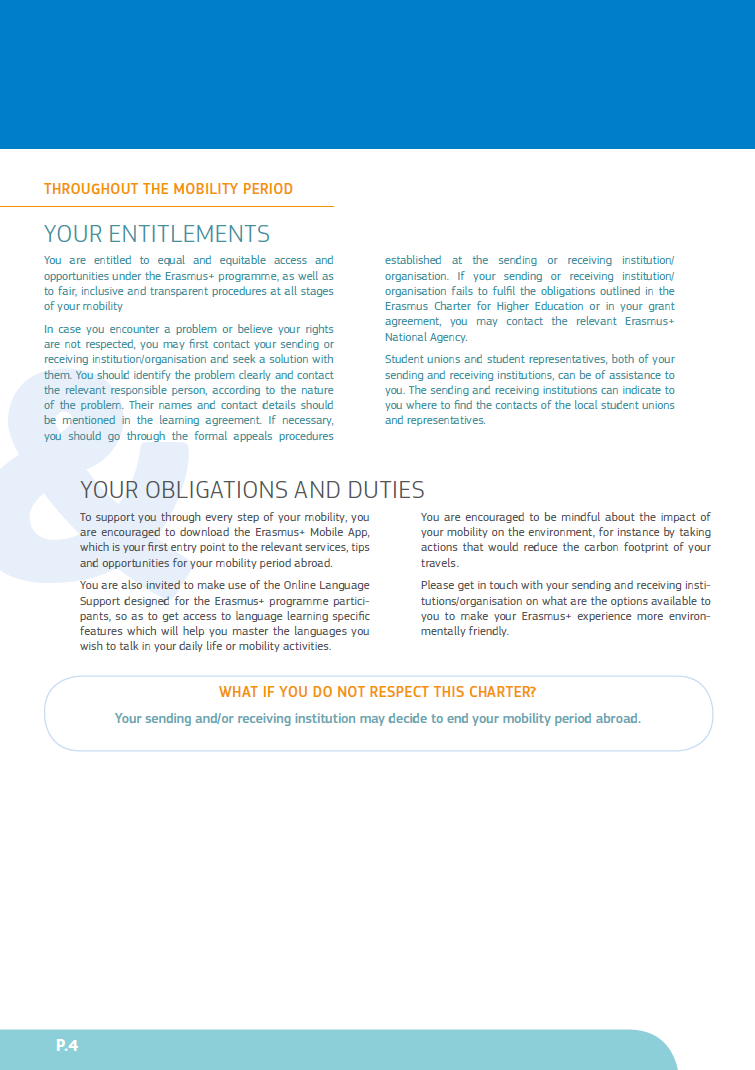 THROUGHOUT THE MOBILITY PERIOD
YOUR ENTITLEMENTS
You are entitled to equal and equitable access and
opportunities under the Erasmus+ programme, as well as
to fair, inclusive and transparent procedures at all stages
of your mobility
In case you encounter a problem or believe your rights
are not respected, you may first contact your sending or
receiving institution/organisation and seek a solution with
them. You should identify the problem clearly and contact
the relevant responsible person, according to the nature
of the problem. Their names and contact details should
be mentioned in the learning agreement. If necessary,
you should go through the formal appeals procedures
established at the sending or receiving institution/
organisation. If your sending or receiving institution/
organisation fails to fulfil the obligations outlined in the
Erasmus Charter for Higher Education or in your grant
agreement, you may contact the relevant Erasmus+
National Agency.
Student unions and student representatives, both of your
sending and receiving institutions, can be of assistance to
you. The sending and receiving institutions can indicate to
you where to find the contacts of the local student unions
and representatives.
&
YOUR OBLIGATIONS AND DUTIES
To support you through every step of your mobility, you
are encouraged to download the Erasmus+ Mobile App,
which is your first entry point to the relevant services, tips
and opportunities for your mobility period abroad.
You are also invited to make use of the Online Language
Support designed for the Erasmus+ programme partici-
pants, so as to get access to language learning specific
features which will help you master the languages you
wish to talk in your daily life or mobility activities.
You are encouraged to be mindful about the impact of
your mobility on the environment, for instance by taking
actions that would reduce the carbon footprint of your
travels.
Please get in touch with your sending and receiving insti-
tutions/organisation on what are the options available to
you to make your Erasmus+ experience more environ-
mentally friendly.
WHAT IF YOU DO NOT RESPECT THIS CHARTER?
Your sending and/or receiving institution may decide to end your mobility period abroad.
P.4